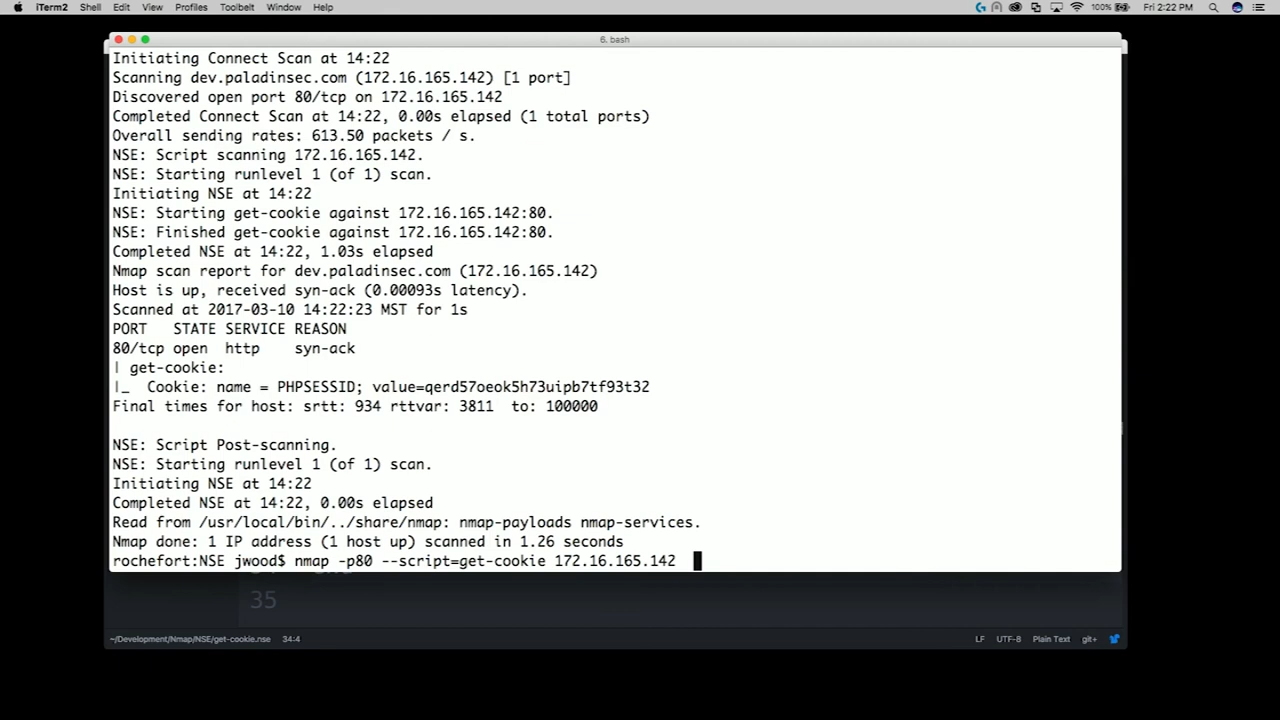 iTerm2 Shell Edit View Profiles Toolbelt Window Help 100% Fri 2:22 PM
6. bash
Initiating Connect Scan at 14:22
Scanning dev.paladinsec.com (172.16.165.142) [1 port]
Discovered open port 80/tcp on 172.16.165.142
Completed Connect Scan at 14:22, 0.00s elapsed (1 total ports)
Overall sending rates: 613.50 packets / s.
NSE: Script scanning 172.16.165.142.
NSE: Starting runlevel 1 (of 1) scan.
Initiating NSE at 14:22
NSE: Starting get-cookie against 172.16.165.142:80.
NSE: Finished get-cookie against 172.16.165.142:80.
Completed NSE at 14:22, 1.03s elapsed
Nmap scan report for dev.paladinsec.com (172.16.165.142)
Host is up, received syn-ack (0.00093s latency).
Scanned at 2017-03-10 14:22:23 MST for 1s
PORT   STATE SERVICE REASON
80/tcp open  http    syn-ack
| get-cookie:
|_  Cookie: name = PHPSESSID; value=qerd57oeok5h73uipb7tf93t32
Final times for host: srtt: 934 rttvar: 3811  to: 100000
NSE: Script Post-scanning.
NSE: Starting runlevel 1 (of 1) scan.
Initiating NSE at 14:22
Completed NSE at 14:22, 0.00s elapsed
Read from /usr/local/bin/../share/nmap: nmap-payloads nmap-services.
Nmap done: 1 IP address (1 host up) scanned in 1.26 seconds
rochefort:NSE jwood$ nmap -p80 --script=get-cookie 172.16.165.142
35
~/Development/Nmap/NSE/get-cookie.nse 34:4 LF UTF-8 Plain Text git+